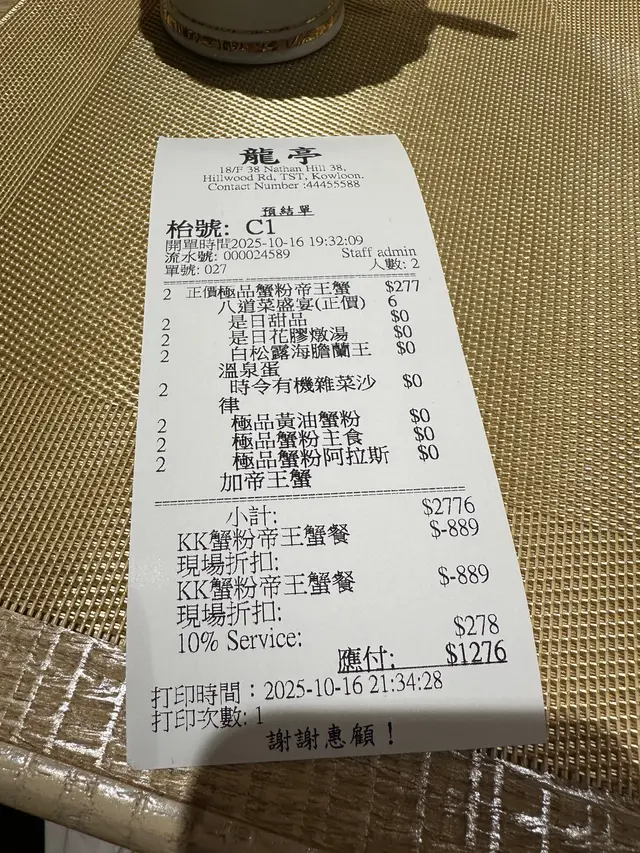 龍亭
18/F 38 Nathan Hill 38,
Hillwood Rd, TST, Kowloon.
Contact Number :44455588
預結單
枱號: C1
開單時間2025-10-16 19:32:09
流水號: 000024589 Staff admin
單號: 027 人數: 2
2 正價極品蟹粉帝王蟹 $277
八道菜盛宴(正價) 6
2 是日甜品 $0
2 是日花膠燉湯 $0
2 白松露海膽蘭王 $0
溫泉蛋
2 時令有機雜菜沙 $0
律
2 極品黃油蟹粉 $0
2 極品蟹粉主食 $0
2 極品蟹粉阿拉斯 $0
加帝王蟹
小計: $2776
KK蟹粉帝王蟹餐 $-889
現場折扣:
KK蟹粉帝王蟹餐 $-889
現場折扣:
10% Service: $278
應付: $1276
打印時間：2025-10-16 21:34:28
打印次數: 1
謝謝惠顧！